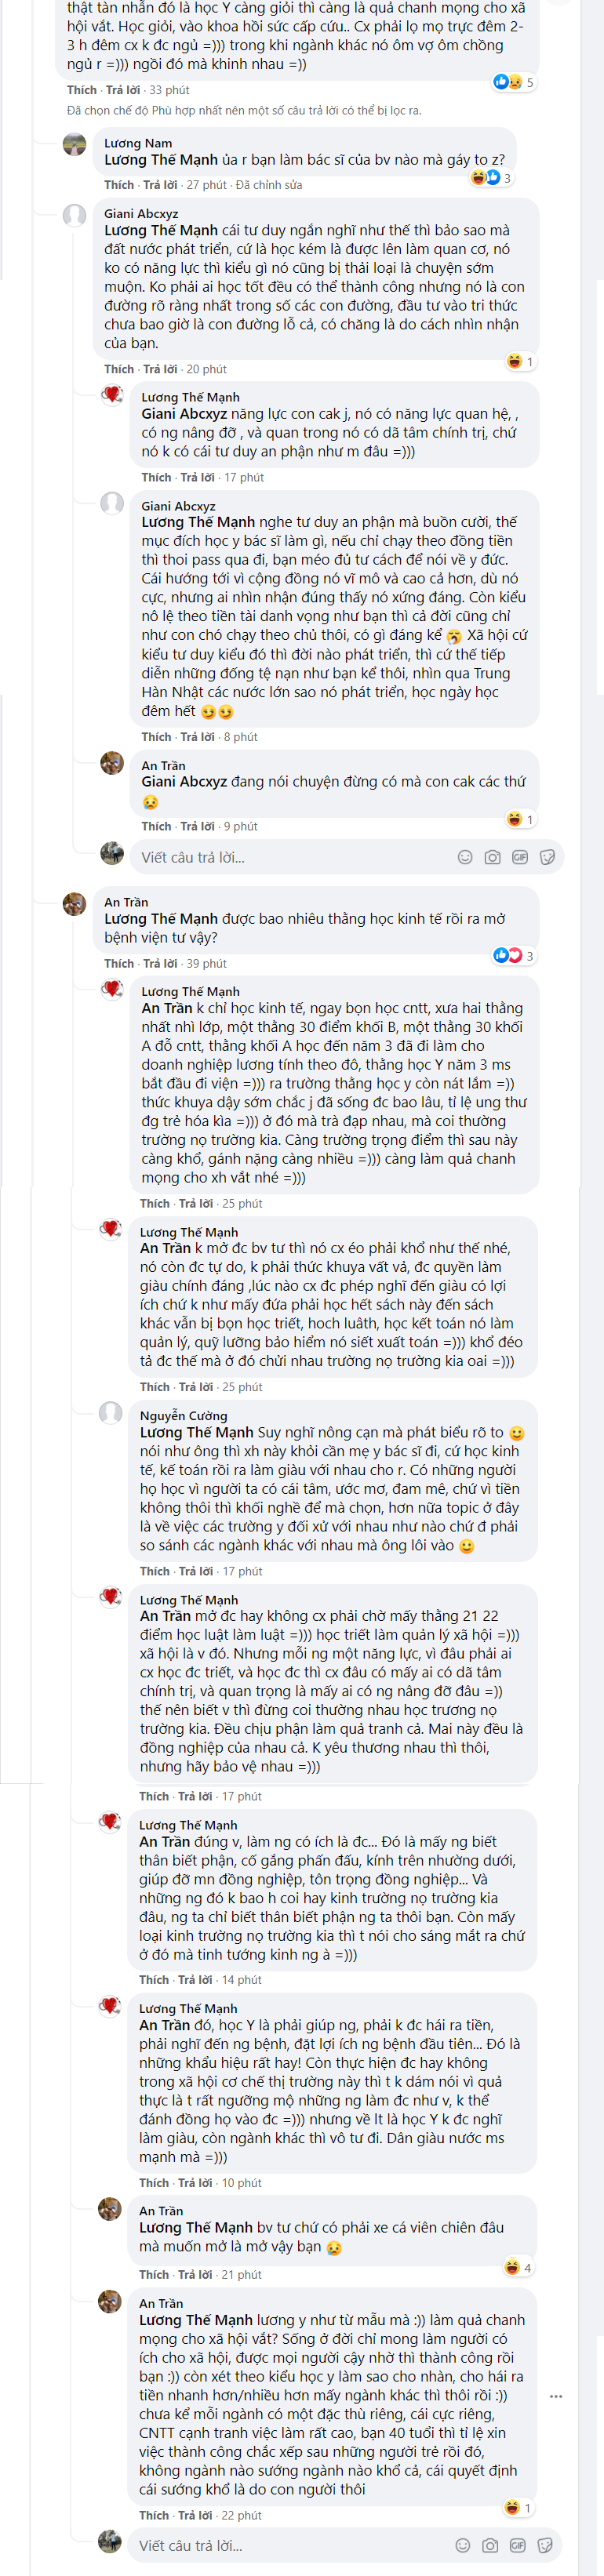 thật tàn nhẫn đó là học Y càng giỏi thì càng là quả chanh mọng cho xã
hội vắt. Học giỏi, vào khoa hồi sức cấp cứu.. Cx phải lọ mọ trực đêm 2-
3 h đêm cx k đc ngủ =))) trong khi ngành khác nó ôm vợ ôm chồng
ngủ r =))) ngồi đó mà khinh nhau =))
5
Thích · Trả lời · 33 phút
Đã chọn chế độ Phù hợp nhất nên một số câu trả lời có thể bị lọc ra.
Lương Nam
Lương Thế Mạnh ủa r bạn làm bác sĩ của bv nào mà gáy to z?
3
Thích · Trả lời · 27 phút · Đã chỉnh sửa
Giani Abcxyz
Lương Thế Mạnh cái tư duy ngắn nghĩ như thế thì bảo sao mà
đất nước phát triển, cứ là học kém là được lên làm quan cơ, nó
ko có năng lực thì kiểu gì nó cũng bị thải loại là chuyện sớm
muộn. Ko phải ai học tốt đều có thể thành công nhưng nó là con
đường rõ ràng nhất trong số các con đường, đầu tư vào tri thức
chưa bao giờ là con đường lỗ cả, có chăng là do cách nhìn nhận
của bạn.
1
Thích · Trả lời · 20 phút
Lương Thế Mạnh
Giani Abcxyz năng lực con cak j, nó có năng lực quan hệ, ,
có ng nâng đỡ , và quan trong nó có dã tâm chính trị, chứ
nó k có cái tư duy an phận như m đâu =)))
Thích · Trả lời · 17 phút
Giani Abcxyz
Lương Thế Mạnh nghe tư duy an phận mà buồn cười, thế
mục đích học y bác sĩ làm gì, nếu chỉ chạy theo đồng tiền
thì thoi pass qua đi, bạn méo đủ tư cách để nói về y đức.
Cái hướng tới vì cộng đồng nó vĩ mô và cao cả hơn, dù nó
cực, nhưng ai nhìn nhận đúng thấy nó xứng đáng. Còn kiểu
nô lệ theo tiền tài danh vọng như bạn thì cả đời cũng chỉ
như con chó chạy theo chủ thôi, có gì đáng kể 🥱 Xã hội cứ
kiểu tư duy kiểu đó thì đời nào phát triển, thì cứ thế tiếp
diễn những đống tệ nạn như bạn kể thôi, nhìn qua Trung
Hàn Nhật các nước lớn sao nó phát triển, học ngày học
đêm hết 😏😏
Thích · Trả lời · 8 phút
An Trần
Giani Abcxyz đang nói chuyện đừng có mà con cak các thứ
😥
1
Thích · Trả lời · 9 phút
Viết câu trả lời...
GIF
An Trần
Lương Thế Mạnh được bao nhiêu thằng học kinh tế rồi ra mở
bệnh viện tư vậy?
3
Thích · Trả lời · 39 phút
Lương Thế Mạnh
An Trần k chỉ học kinh tế, ngay bọn học cntt, xưa hai thằng
nhất nhì lớp, một thằng 30 điểm khối B, một thằng 30 khối
A đỗ cntt, thằng khối A học đến năm 3 đã đi làm cho
doanh nghiệp lương tính theo đô, thằng học Y năm 3 ms
bắt đầu đi viện =))) ra trường thằng học y còn nát lắm =))
thức khuya dậy sớm chắc j đã sống đc bao lâu, tỉ lệ ung thư
đg trẻ hóa kìa =))) ở đó mà trà đạp nhau, mà coi thường
trường nọ trường kia. Càng trường trọng điểm thì sau này
càng khổ, gánh nặng càng nhiều =))) càng làm quả chanh
mọng cho xh vắt nhé =)))
Thích · Trả lời · 25 phút
Lương Thế Mạnh
An Trần k mở đc bv tư thì nó cx éo phải khổ như thế nhé,
nó còn đc tự do, k phải thức khuya vất vả, đc quyền làm
giàu chính đáng ,lúc nào cx đc phép nghĩ đến giàu có lợi
ích chứ k như mấy đứa phải học hết sách này đến sách
khác vẫn bị bọn học triết, hoch luâth, học kết toán nó làm
quản lý, quỹ lưỡng bảo hiểm nó siết xuất toán =))) khổ đéo
tả đc thế mà ở đó chửi nhau trường nọ trường kia oai =)))
Thích · Trả lời · 25 phút
Nguyễn Cường
Lương Thế Mạnh Suy nghĩ nông cạn mà phát biểu rõ to 🙂
nói như ông thì xh này khỏi cần mẹ y bác sĩ đi, cứ học kinh
tế, kế toán rồi ra làm giàu với nhau cho r. Có những người
họ học vì người ta có cái tâm, ước mơ, đam mê, chứ vì tiền
không thôi thì khối nghề để mà chọn, hơn nữa topic ở đây
là về việc các trường y đối xử với nhau như nào chứ đ phải
so sánh các ngành khác với nhau mà ông lôi vào 🙂
Thích · Trả lời · 17 phút
Lương Thế Mạnh
An Trần mở đc hay không cx phải chờ mấy thằng 21 22
điểm học luật làm luật =))) học triết làm quản lý xã hội =)))
xã hội là v đó. Nhưng mỗi ng một năng lực, vì đâu phải ai
cx học đc triết, và học đc thì cx đâu có mấy ai có dã tâm
chính trị, và quan trọng là mấy ai có ng nâng đỡ đâu =))
thế nên biết v thì đừng coi thường nhau học trương nọ
trường kia. Đều chịu phận làm quả tranh cả. Mai này đều là
đồng nghiệp của nhau cả. K yêu thương nhau thì thôi,
nhưng hãy bảo vệ nhau =)))
Thích · Trả lời · 17 phút
Lương Thế Mạnh
An Trần đúng v, làm ng có ích là đc... Đó là mấy ng biết
thân biết phận, cố gắng phấn đấu, kính trên nhường dưới,
giúp đỡ mn đồng nghiệp, tôn trọng đồng nghiệp... Và
những ng đó k bao h coi hay kinh trường nọ trường kia
đâu, ng ta chỉ biết thân biết phận ng ta thôi bạn. Còn mấy
loại kinh trường nọ trường kia thì t nói cho sáng mắt ra chứ
ở đó mà tinh tướng kinh ng à =)))
Thích · Trả lời · 14 phút
Lương Thế Mạnh
An Trần đó, học Y là phải giúp ng, phải k đc hái ra tiền,
phải nghĩ đến ng bệnh, đặt lợi ích ng bệnh đầu tiên... Đó là
những khẩu hiệu rất hay! Còn thực hiện đc hay không
trong xã hội cơ chế thị trường này thì t k dám nói vì quả
thực là t rất ngưỡng mộ những ng làm đc như v, k thể
đánh đồng họ vào đc =))) nhưng về lt là học Y k đc nghĩ
làm giàu, còn ngành khác thì vô tư đi. Dân giàu nước ms
mạnh mà =)))
Thích · Trả lời · 10 phút
An Trần
Lương Thế Mạnh bv tư chứ có phải xe cá viên chiên đâu
mà muốn mở là mở vậy bạn 😥
4
Thích · Trả lời · 21 phút
An Trần
Lương Thế Mạnh lương y như từ mẫu mà :)) làm quả chanh
mọng cho xã hội vắt? Sống ở đời chỉ mong làm người có
ích cho xã hội, được mọi người cậy nhờ thì thành công rồi
bạn :)) còn xét theo kiểu học y làm sao cho nhàn, cho hái ra
tiền nhanh hơn/nhiều hơn mấy ngành khác thì thôi rồi :))
chưa kể mỗi ngành có một đặc thù riêng, cái cực riêng,
CNTT cạnh tranh việc làm rất cao, bạn 40 tuổi thì tỉ lệ xin
việc thành công chắc xếp sau những người trẻ rồi đó,
không ngành nào sướng ngành nào khổ cả, cái quyết định
cái sướng khổ là do con người thôi
1
Thích · Trả lời · 22 phút
Viết câu trả lời...
GIF